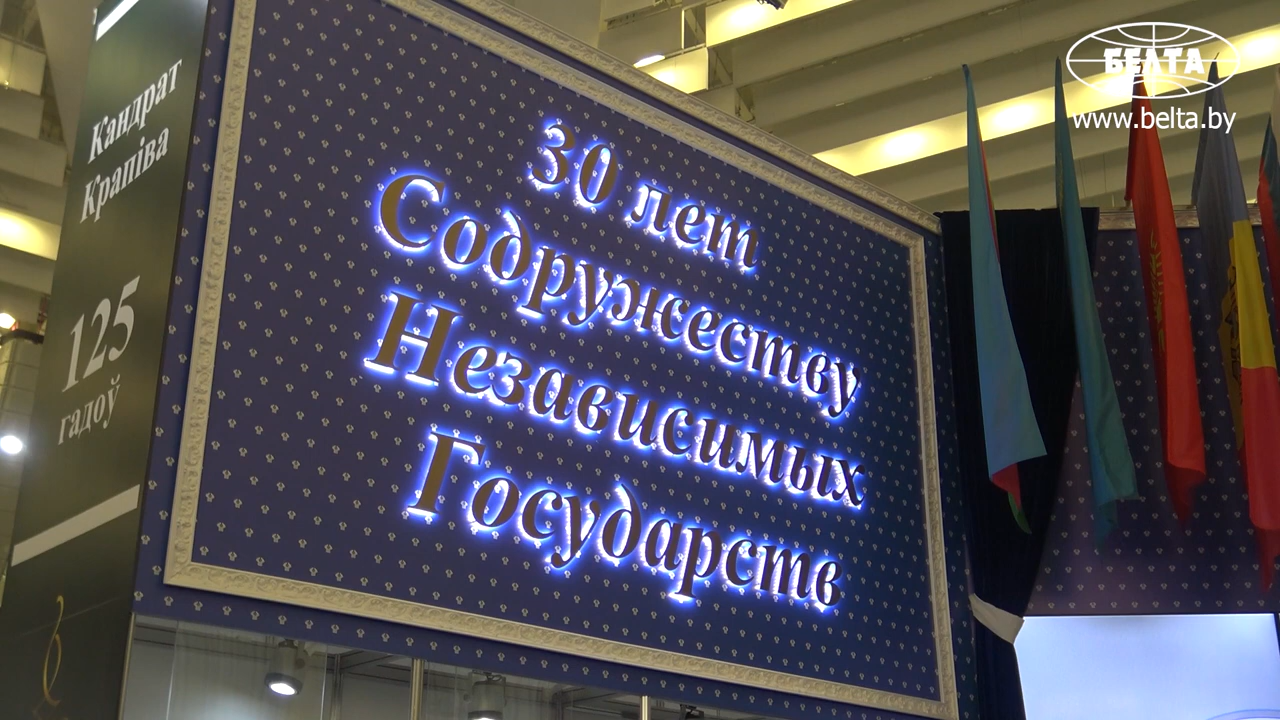 Кандрат
Крапіва
125
гадоў
30 лет
Содружеству
Независимых
Государств
БЕЛТА
www.belta.by